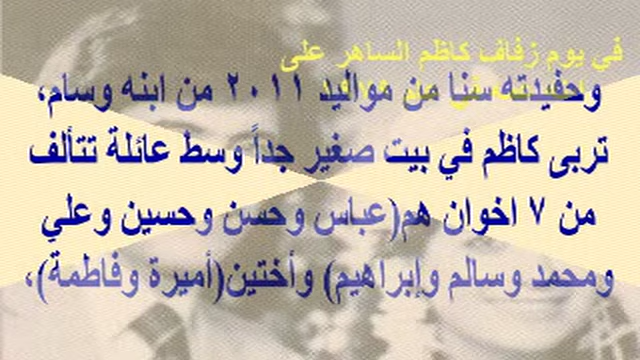 في يوم زفاف كاظم الساهر على
وحفيدته سنا من مواليد ٢٠١١ من ابنه وسام،
تربى كاظم في بيت صغير جداً وسط عائلة تتألف
من ٧ اخوان هم(عباس وحسن وحسين وعلي
ومحمد وسالم وإبراهيم) وأختين(أميرة وفاطمة)،